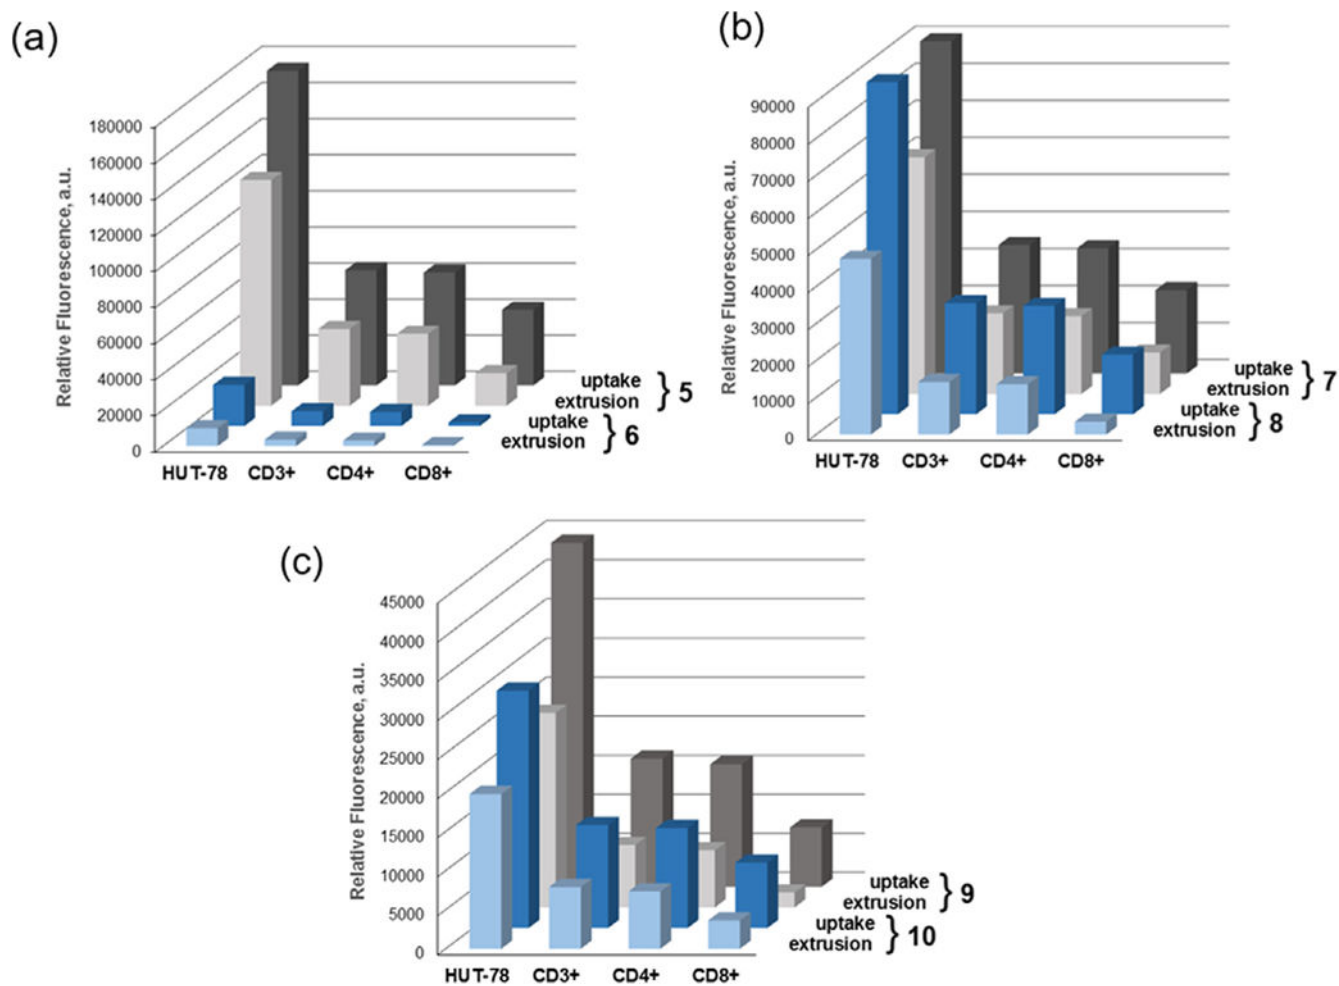 (a)
Relative Fluorescence, a.u.
180000
160000
140000
120000
100000
80000
60000
40000
20000
0
HUT-78 CD3+ CD4+ CD8+
uptake
extrusion } 5
uptake
extrusion } 6
(b)
Relative Fluorescence, a.u.
90000
80000
70000
60000
50000
40000
30000
20000
10000
0
HUT-78 CD3+ CD4+ CD8+
uptake
extrusion } 7
uptake
extrusion } 8
(c)
Relative Fluorescence, a.u.
45000
40000
35000
30000
25000
20000
15000
10000
5000
0
HUT-78 CD3+ CD4+ CD8+
uptake
extrusion } 9
uptake
extrusion } 10